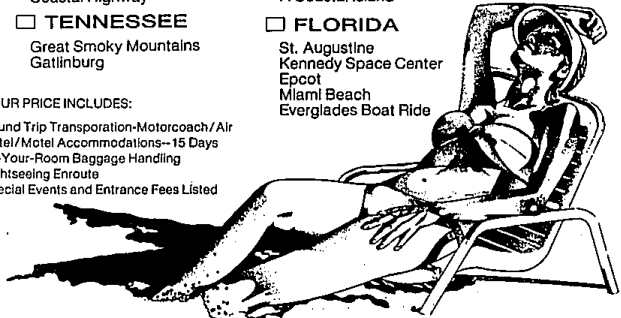 Coastal Highway
☐ TENNESSEE
Great Smoky Mountains
Gatlinburg
UR PRICE INCLUDES:
und Trip Transporation-Motorcoach/Air
tel/Motel Accommodations--15 Days
-Your-Room Baggage Handling
htseeing Enroute
ecial Events and Entrance Fees Listed
A Coastal Island
☐ FLORIDA
St. Augustine
Kennedy Space Center
Epcot
Miami Beach
Everglades Boat Ride